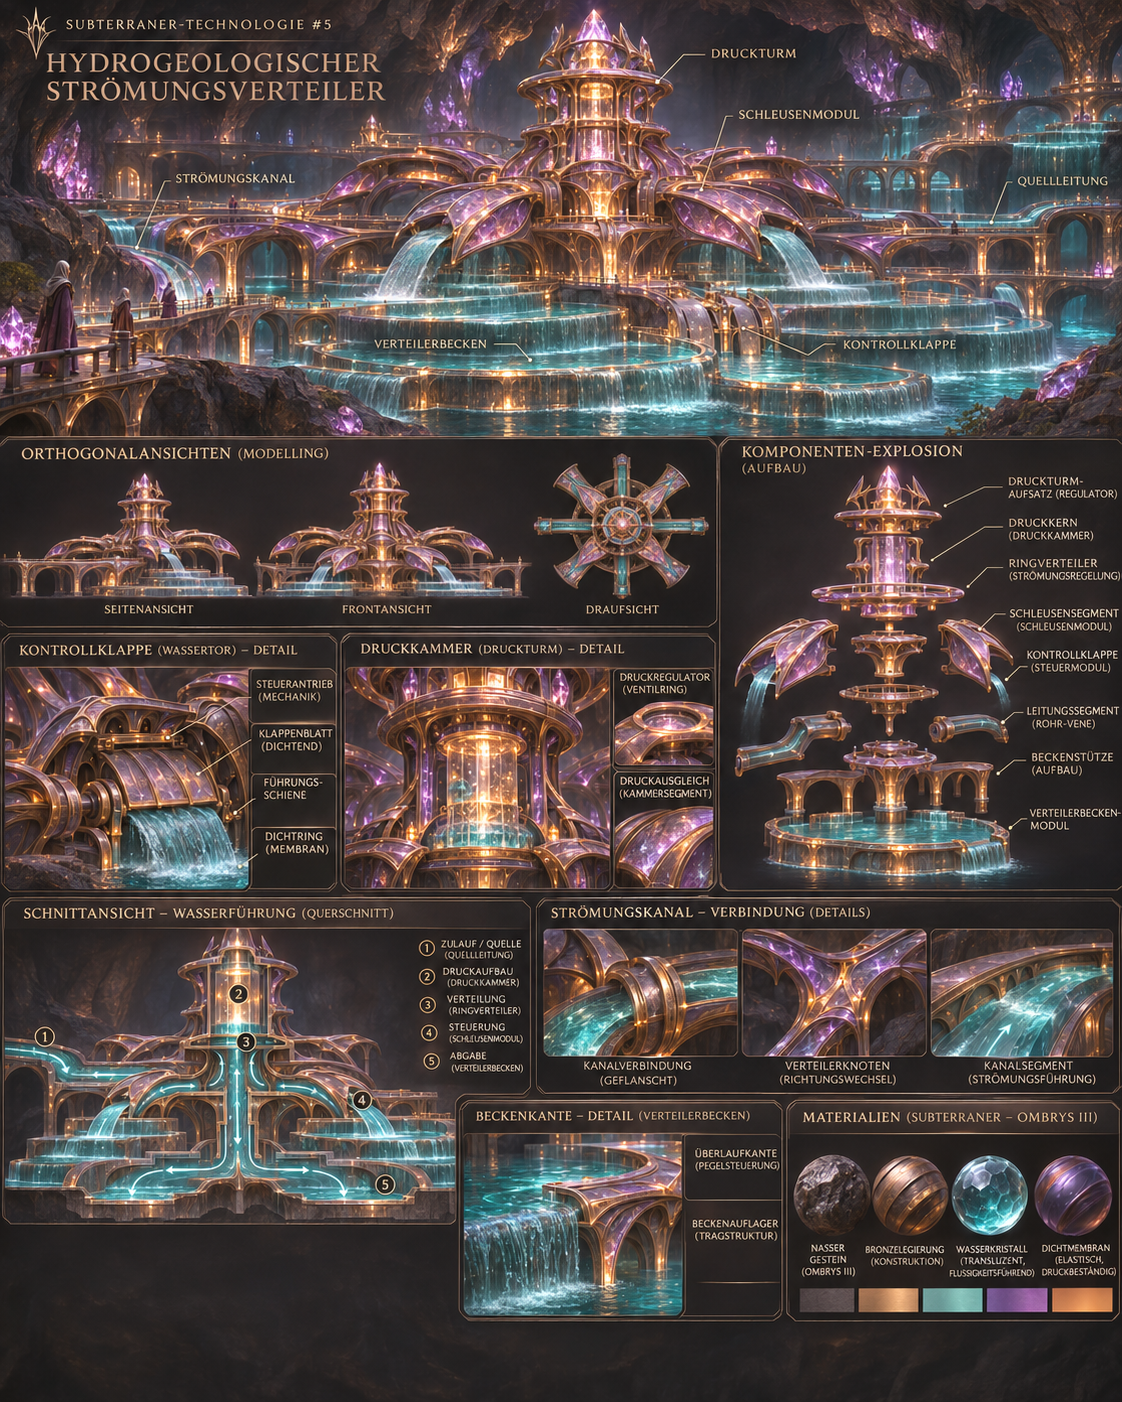 SUBTERRANER-TECHNOLOGIE #5
HYDROGEOLOGISCHER
STRÖMUNGSVERTEILER
DRUCKTURM
SCHLEUSENMODUL
STRÖMUNGSKANAL
QUELLLEITUNG
VERTEILERBECKEN
KONTROLLKLAPPE
ORTHOGONALANSICHTEN (MODELLING)
SEITENANSICHT
FRONTANSICHT
DRAUFSICHT
KOMPONENTEN-EXPLOSION
(AUFBAU)
DRUCKTURM-
AUFSATZ (REGULATOR)
DRUCKKERN
(DRUCKKAMMER)
RINGVERTEILER
(STRÖMUNGSREGELUNG)
SCHLEUSENSEGMENT
(SCHLEUSENMODUL)
KONTROLLKLAPPE
(STEUERMODUL)
LEITUNGSSEGMENT
(ROHR-VENE)
BECKENSTÜTZE
(AUFBAU)
VERTEILERBECKEN-
MODUL
KONTROLLKLAPPE (WASSERTOR) – DETAIL
STEUERANTRIEB
(MECHANIK)
KLAPPENBLATT
(DICHTEND)
FÜHRUNGS-
SCHIENE
DICHTRING
(MEMBRAN)
DRUCKKAMMER (DRUCKTURM) – DETAIL
DRUCKREGULATOR
(VENTILRING)
DRUCKAUSGLEICH
(KAMMERSEGMENT)
SCHNITTANSICHT – WASSERFÜHRUNG (QUERSCHNITT)
1 ZULAUF / QUELLE
(QUELLLEITUNG)
2 DRUCKAUFBAU
(DRUCKKAMMER)
3 VERTEILUNG
(RINGVERTEILER)
4 STEUERUNG
(SCHLEUSENMODUL)
5 ABGABE
(VERTEILERBECKEN)
1
2
3
4
5
STRÖMUNGSKANAL – VERBINDUNG (DETAILS)
KANALVERBINDUNG
(GEFLANSCHT)
VERTEILERKNOTEN
(RICHTUNGSWECHSEL)
KANALSEGMENT
(STRÖMUNGSFÜHRUNG)
BECKENKANTE – DETAIL (VERTEILERBECKEN)
ÜBERLAUFKANTE
(PEGELSTEUERUNG)
BECKENAUFLAGER
(TRAGSTRUKTUR)
MATERIALIEN (SUBTERRANER – OMBRYS III)
NASSER
GESTEIN
(OMBRYS III)
BRONZELEGIERUNG
(KONSTRUKTION)
WASSERKRISTALL
(TRANSLUZENT,
FLÜSSIGKEITSFÜHREND)
DICHTMEMBRAN
(ELASTISCH,
DRUCKBESTÄNDIG)